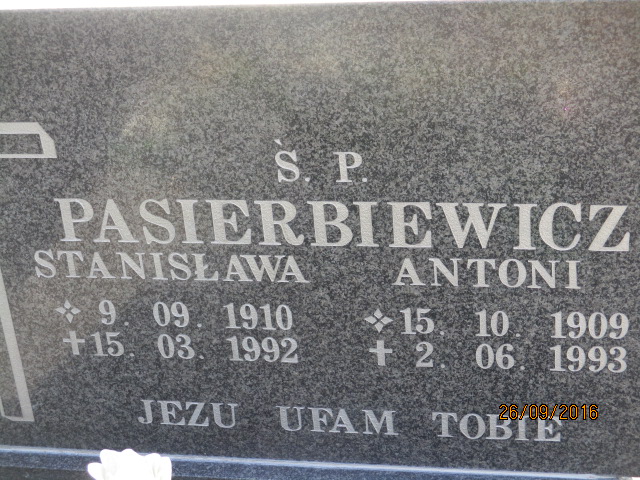 Ś. P.
PASIERBIEWICZ
STANISŁAWA ANTONI
9. 09. 1910 15. 10. 1909
15. 03. 1992 2. 06. 1993
JEZU UFAM TOBIE
26/09/2016